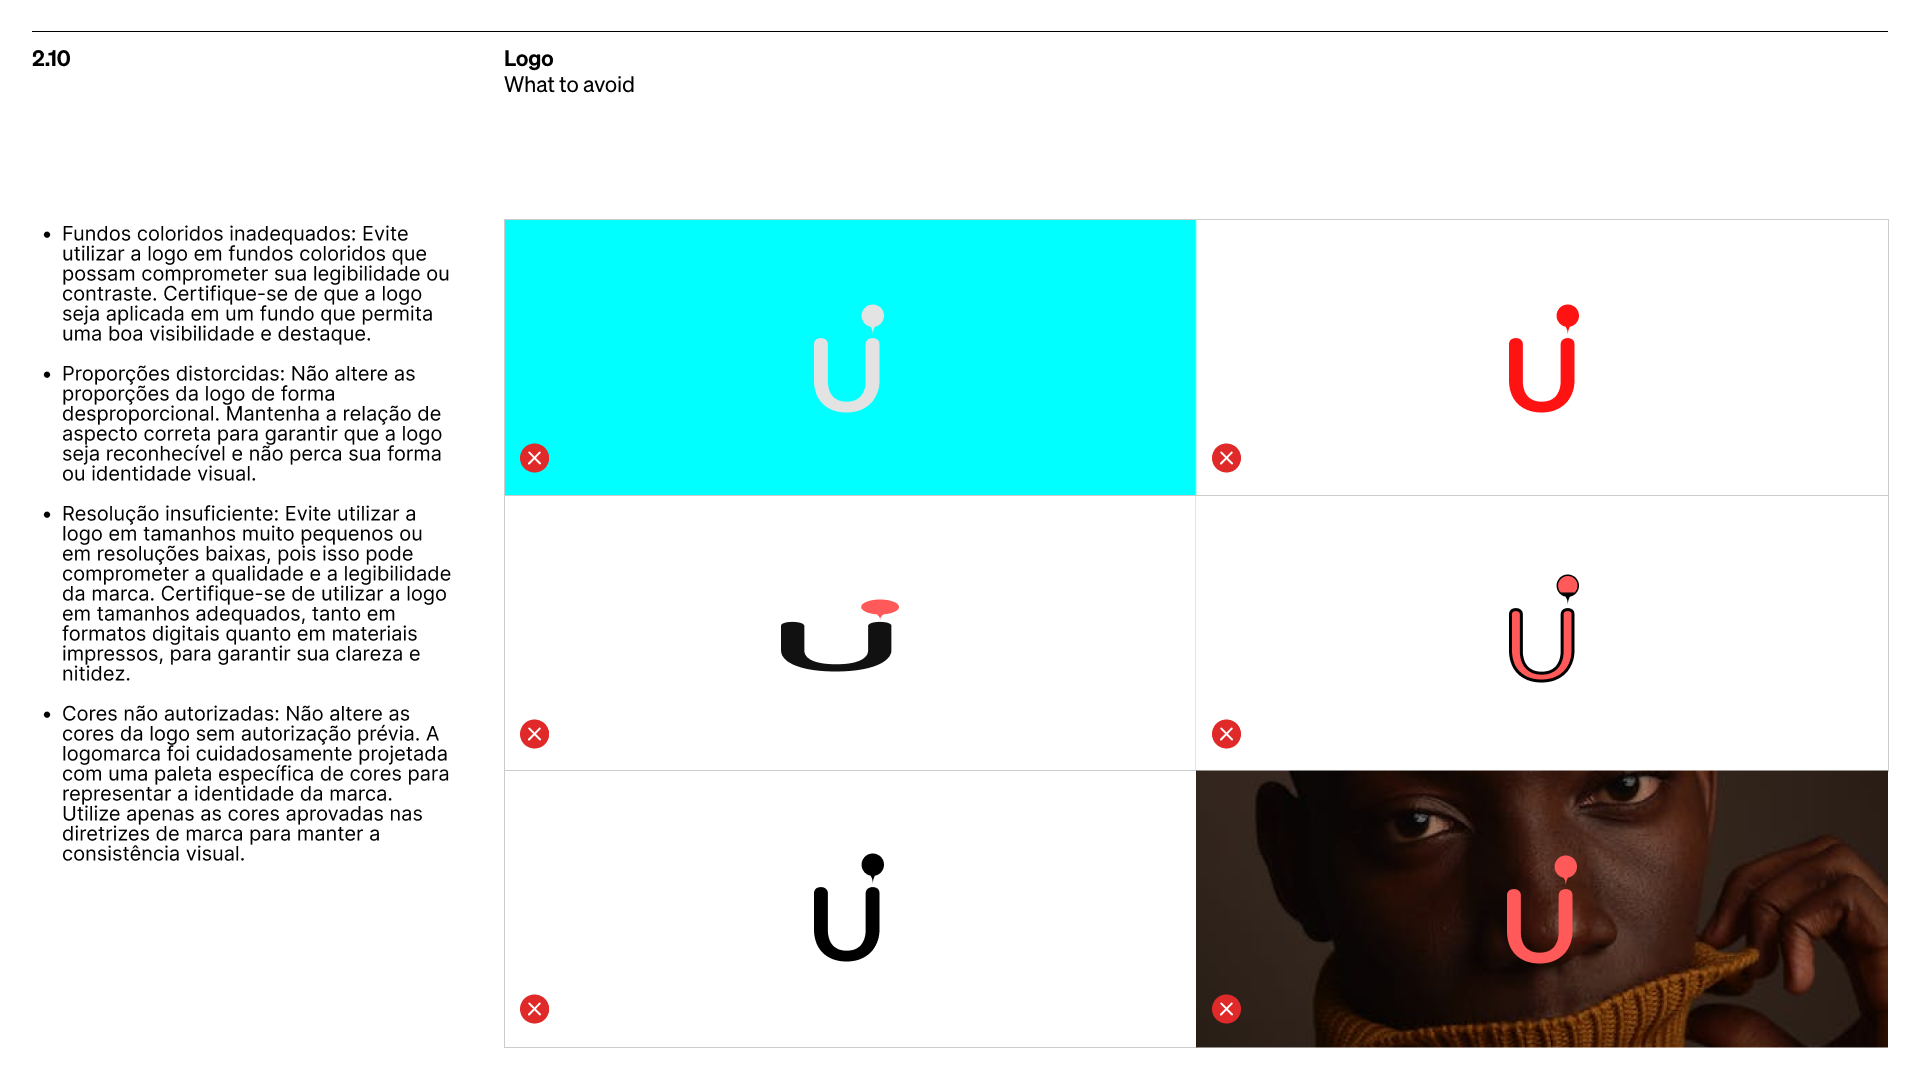 2.10
Logo
What to avoid
• Fundos coloridos inadequados: Evite
utilizar a logo em fundos coloridos que
possam comprometer sua legibilidade ou
contraste. Certifique-se de que a logo
seja aplicada em um fundo que permita
uma boa visibilidade e destaque.
• Proporções distorcidas: Não altere as
proporções da logo de forma
desproporcional. Mantenha a relação de
aspecto correta para garantir que a logo
seja reconhecível e não perca sua forma
ou identidade visual.
• Resolução insuficiente: Evite utilizar a
logo em tamanhos muito pequenos ou
em resoluções baixas, pois isso pode
comprometer a qualidade e a legibilidade
da marca. Certifique-se de utilizar a logo
em tamanhos adequados, tanto em
formatos digitais quanto em materiais
impressos, para garantir sua clareza e
nitidez.
• Cores não autorizadas: Não altere as
cores da logo sem autorização prévia. A
logomarca foi cuidadosamente projetada
com uma paleta específica de cores para
representar a identidade da marca.
Utilize apenas as cores aprovadas nas
diretrizes de marca para manter a
consistência visual.